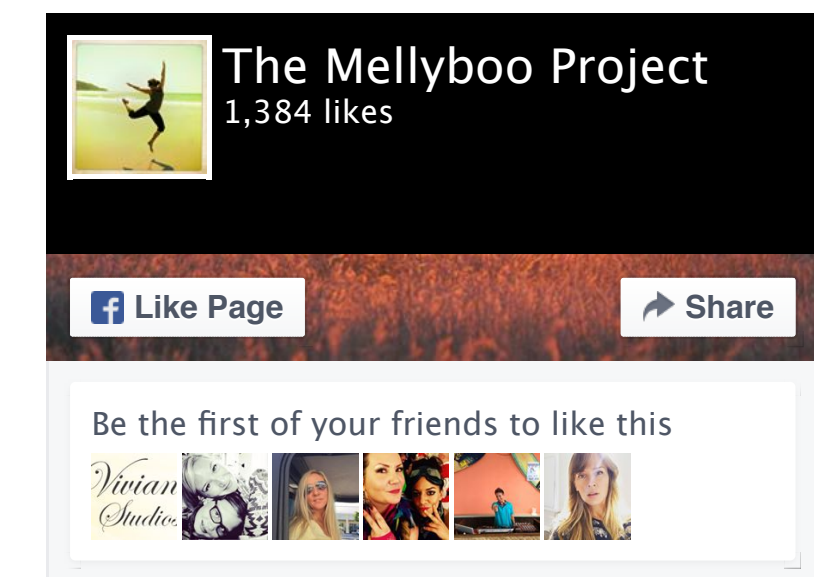 The Mellyboo Project
1,384 likes
Like Page
Share
Be the first of your friends to like this
Vivian
Studios